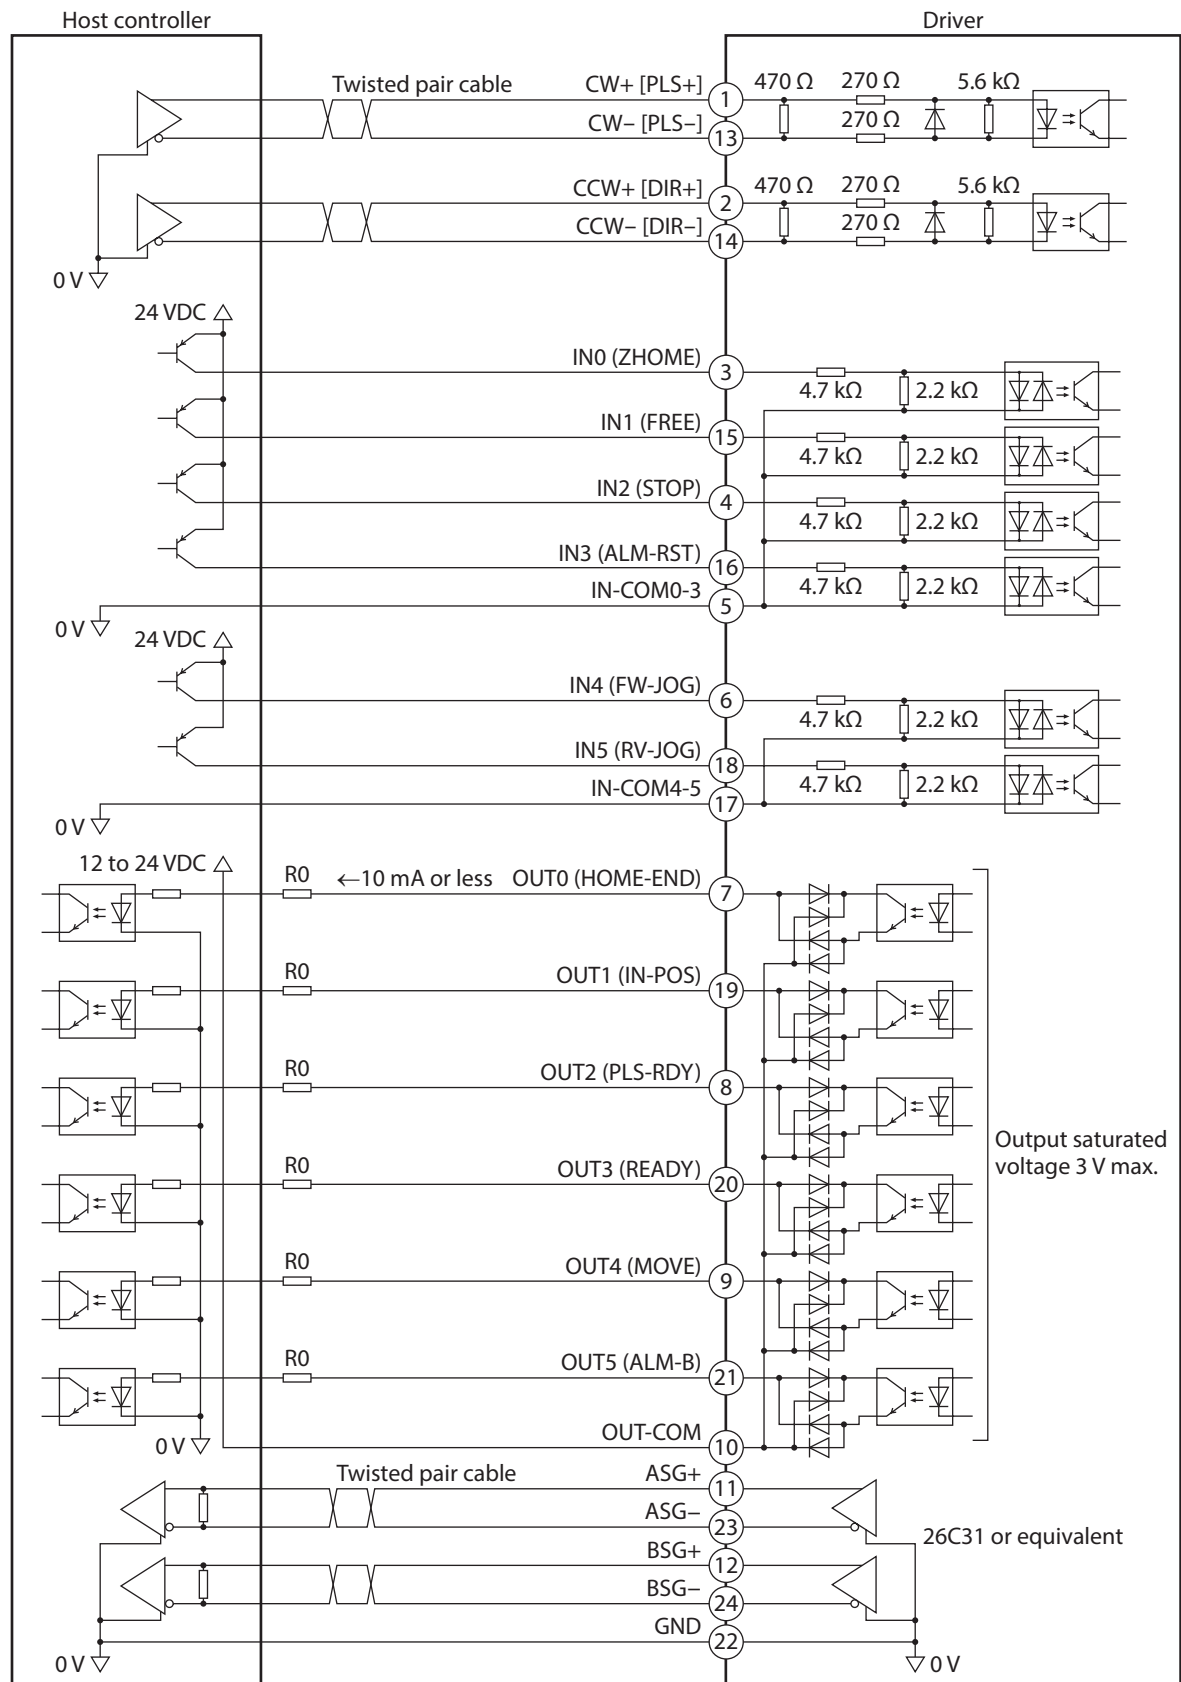 Host controller
Driver
Twisted pair cable
CW+ [PLS+]
1
470 Ω
270 Ω
5.6 kΩ
CW– [PLS–]
13
270 Ω
CCW+ [DIR+]
2
470 Ω
270 Ω
5.6 kΩ
CCW– [DIR–]
14
270 Ω
0 V
24 VDC
IN0 (ZHOME)
3
4.7 kΩ
2.2 kΩ
IN1 (FREE)
15
4.7 kΩ
2.2 kΩ
IN2 (STOP)
4
4.7 kΩ
2.2 kΩ
IN3 (ALM-RST)
16
4.7 kΩ
2.2 kΩ
IN-COM0-3
5
0 V
24 VDC
IN4 (FW-JOG)
6
4.7 kΩ
2.2 kΩ
IN5 (RV-JOG)
18
4.7 kΩ
2.2 kΩ
IN-COM4-5
17
0 V
12 to 24 VDC
R0
←10 mA or less
OUT0 (HOME-END)
7
R0
OUT1 (IN-POS)
19
R0
OUT2 (PLS-RDY)
8
Output saturated
voltage 3 V max.
R0
OUT3 (READY)
20
R0
OUT4 (MOVE)
9
R0
OUT5 (ALM-B)
21
0 V
OUT-COM
10
Twisted pair cable
ASG+
11
ASG–
23
26C31 or equivalent
BSG+
12
BSG–
24
GND
22
0 V
0 V